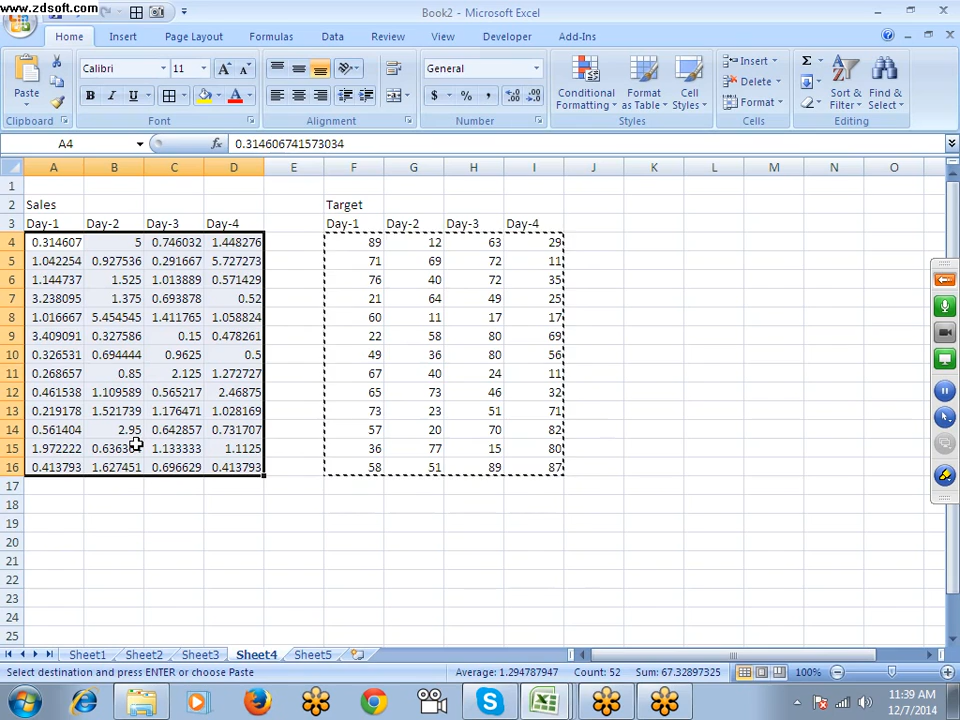 www.zdsoft.com
Book2 - Microsoft Excel
Home Insert Page Layout Formulas Data Review View Developer Add-Ins
Paste Calibri 11 General Conditional Formatting Format as Table Cell Styles Insert Delete Format Sort & Filter Find & Select
Clipboard Font Alignment Number Styles Cells Editing
A4 fx 0.314606741573034
A B C D E F G H I J K L M N O
1
2 Sales Target
3 Day-1 Day-2 Day-3 Day-4 Day-1 Day-2 Day-3 Day-4
4 0.314607 5 0.746032 1.448276 89 12 63 29
5 1.042254 0.927536 0.291667 5.727273 71 69 72 11
6 1.144737 1.525 1.013889 0.571429 76 40 72 35
7 3.238095 1.375 0.693878 0.52 21 64 49 25
8 1.016667 5.454545 1.411765 1.058824 60 11 17 17
9 3.409091 0.327586 0.15 0.478261 22 58 80 69
10 0.326531 0.694444 0.9625 0.5 49 36 80 56
11 0.268657 0.85 2.125 1.272727 67 40 24 11
12 0.461538 1.109589 0.565217 2.46875 65 73 46 32
13 0.219178 1.521739 1.176471 1.028169 73 23 51 71
14 0.561404 2.95 0.642857 0.731707 57 20 70 82
15 1.972222 1.133333 1.1125 36 77 15 80
16 0.413793 1.627451 0.696629 0.413793 58 51 89 87
17
18
19
20
21
22
23
24
25
Sheet1 Sheet2 Sheet3 Sheet4 Sheet5
Select destination and press ENTER or choose Paste Average: 1.294787947 Count: 52 Sum: 67.32897325 100%
11:39 AM
12/7/2014